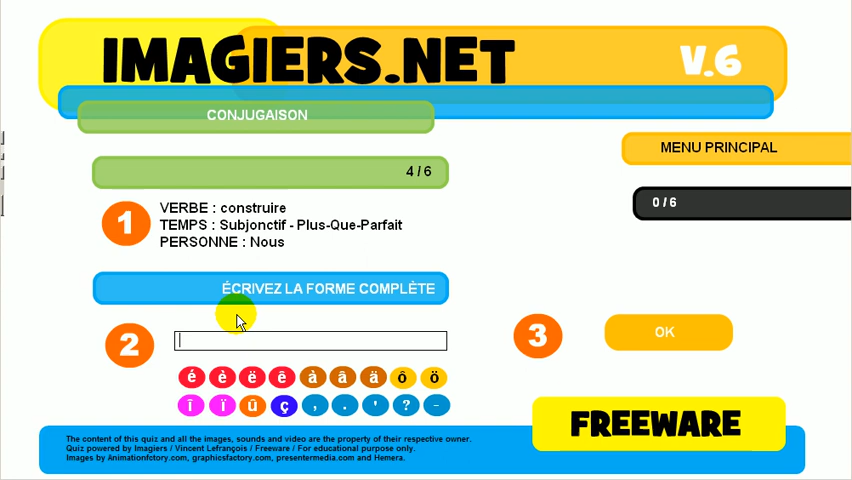 IMAGIERS.NET
V.6
CONJUGAISON
MENU PRINCIPAL
4 / 6
0 / 6
1
VERBE : construire
TEMPS : Subjonctif - Plus-Que-Parfait
PERSONNE : Nous
ÉCRIVEZ LA FORME COMPLÈTE
2
3
OK
é è ë ê à â ä ô ö
î ï û ç , . ' ? -
FREEWARE
The content of this quiz and all the images, sounds and video are the property of their respective owner.
Quiz powered by Imagiers / Vincent Lefrançois / Freeware / For educational purpose only.
Images by Animationfctory.com, graphicsfactory.com, presentermedia.com and Hemera.